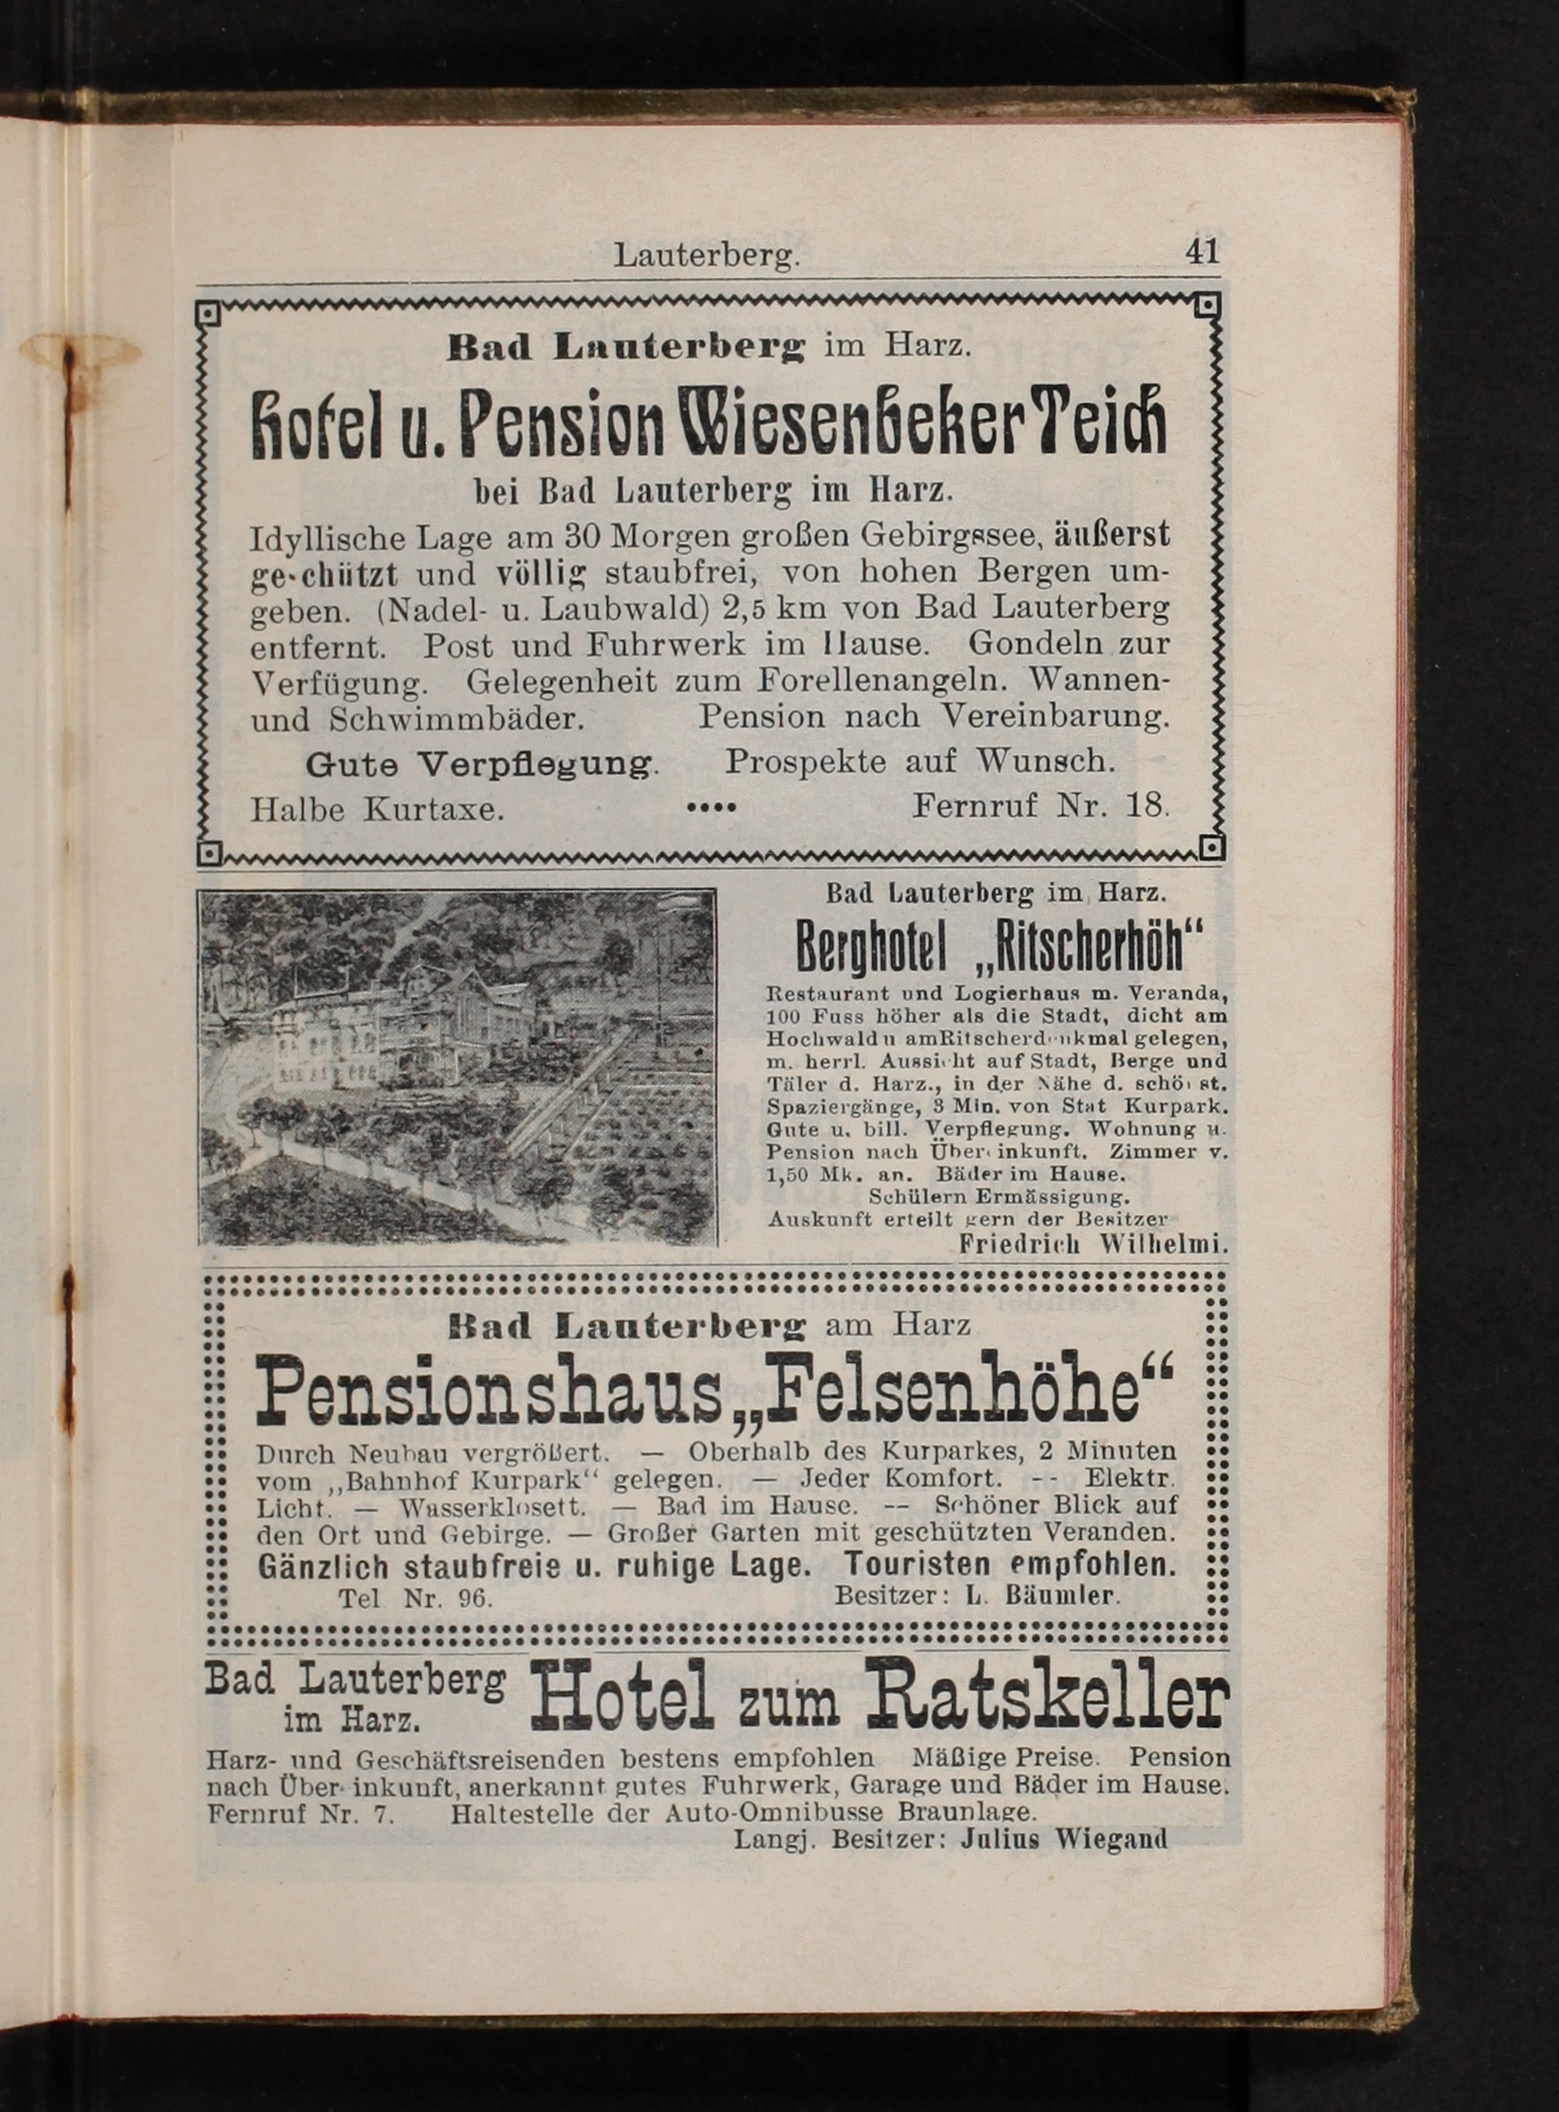 Lauterberg. 41
Bad Lauterberg im Harz.
Hotel u. Pension Wiesenbeker Teich
bei Bad Lauterberg im Harz.
Idyllische Lage am 30 Morgen großen Gebirgssee, äußerst
geschützt und völlig staubfrei, von hohen Bergen um-
geben. (Nadel- u. Laubwald) 2,5 km von Bad Lauterberg
entfernt. Post und Fuhrwerk im Hause. Gondeln zur
Verfügung. Gelegenheit zum Forellenangeln. Wannen-
und Schwimmbäder. Pension nach Vereinbarung.
Gute Verpflegung. Prospekte auf Wunsch.
Halbe Kurtaxe. •••• Fernruf Nr. 18.
Bad Lauterberg im Harz.
Berghotel „Ritscherhöh“
Restaurant und Logierhaus m. Veranda,
100 Fuss höher als die Stadt, dicht am
Hochwald u amRitscherdenkmal gelegen,
m. herrl. Aussicht auf Stadt, Berge und
Täler d. Harz., in der Nähe d. schönst.
Spaziergänge, 3 Min. von Stat Kurpark.
Gute u. bill. Verpflegung. Wohnung u.
Pension nach Übereinkunft. Zimmer v.
1,50 Mk. an. Bäder im Hause.
Schülern Ermässigung.
Auskunft erteilt gern der Besitzer
Friedrich Wilhelmi.
Bad Lauterberg am Harz
Pensionshaus „Felsenhöhe“
Durch Neubau vergrößert. — Oberhalb des Kurparkes, 2 Minuten
vom „Bahnhof Kurpark“ gelegen. — Jeder Komfort. -- Elektr.
Licht. — Wasserklosett. — Bad im Hause. -- Schöner Blick auf
den Ort und Gebirge. — Großer Garten mit geschützten Veranden.
Gänzlich staubfreie u. ruhige Lage. Touristen empfohlen.
Tel Nr. 96. Besitzer: L. Bäumler.
Bad Lauterberg
im Harz.
Hotel zum Ratskeller
Harz- und Geschäftsreisenden bestens empfohlen Mäßige Preise. Pension
nach Übereinkunft, anerkannt gutes Fuhrwerk, Garage und Bäder im Hause.
Fernruf Nr. 7. Haltestelle der Auto-Omnibusse Braunlage.
Langj. Besitzer: Julius Wiegand